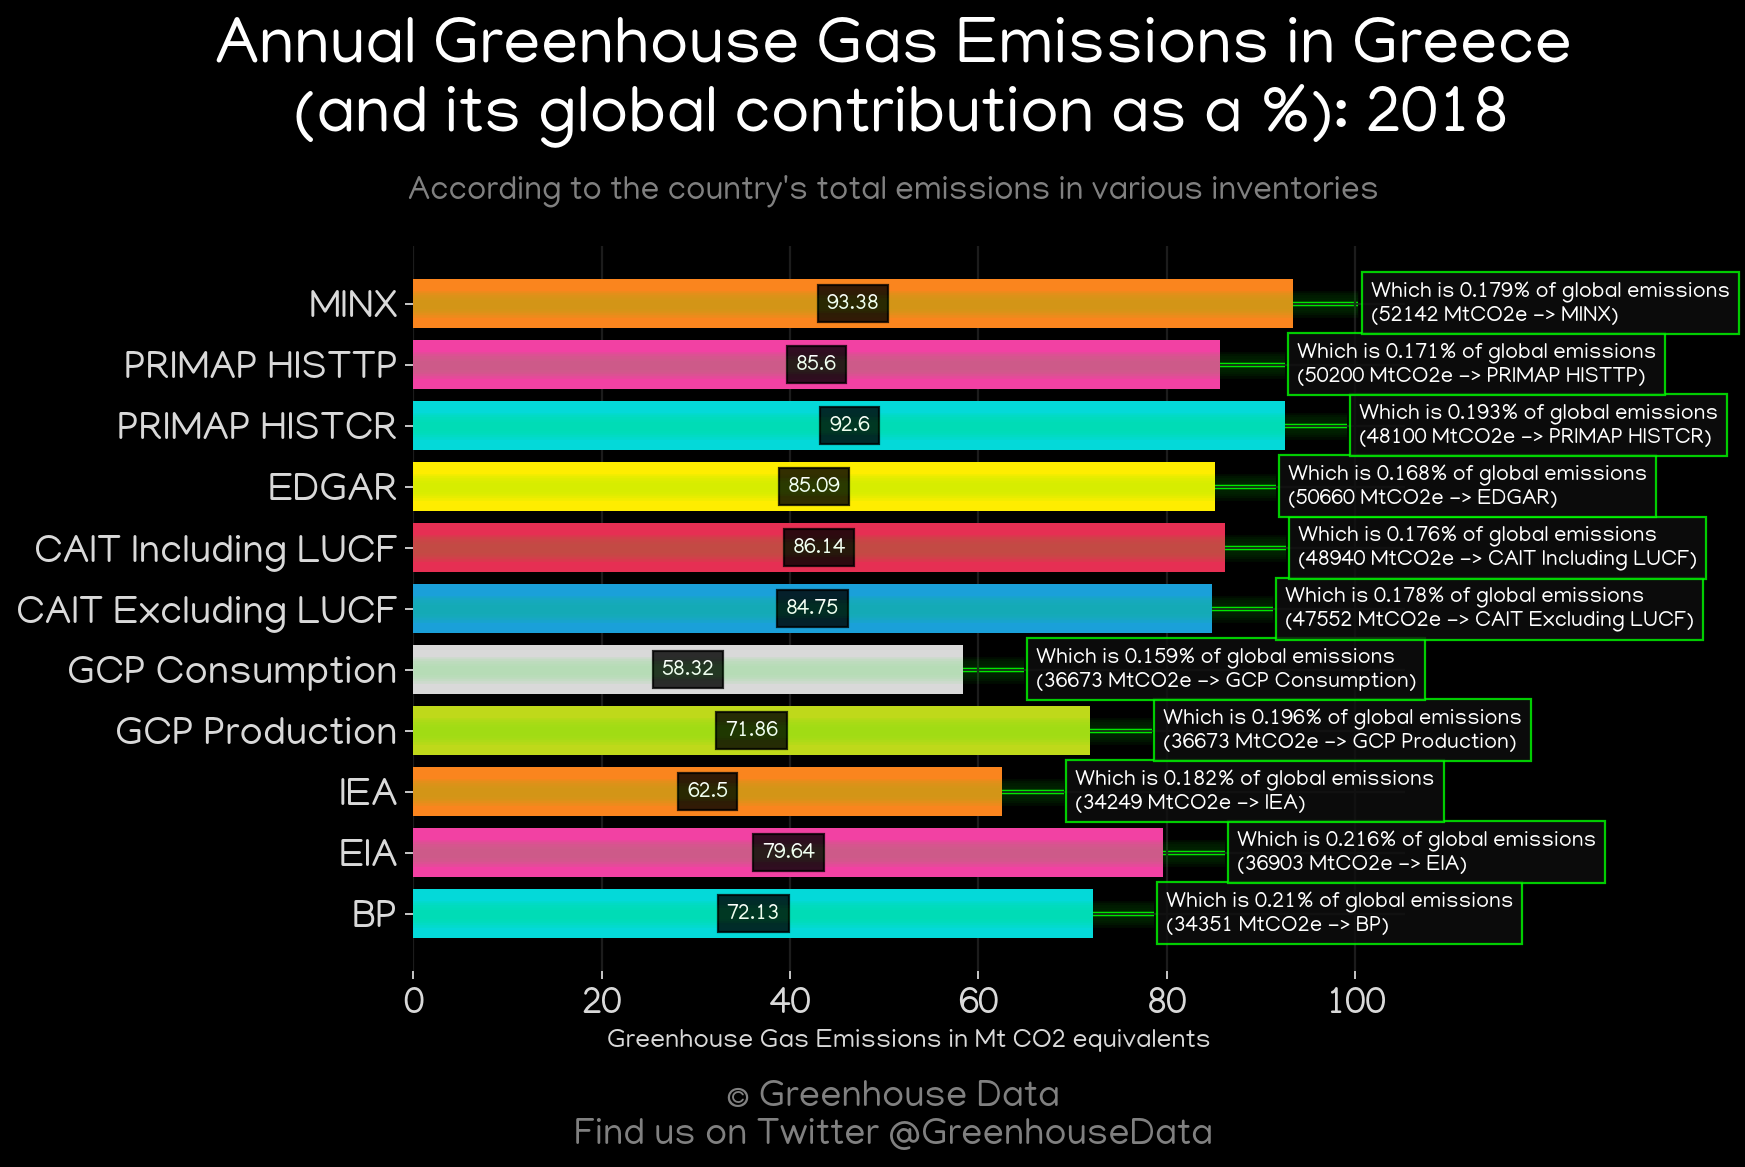 Annual Greenhouse Gas Emissions in Greece
(and its global contribution as a %): 2018
According to the country's total emissions in various inventories
MINX
93.38
Which is 0.179% of global emissions
(52142 MtCO2e -> MINX)
PRIMAP HISTTP
85.6
Which is 0.171% of global emissions
(50200 MtCO2e -> PRIMAP HISTTP)
PRIMAP HISTCR
92.6
Which is 0.193% of global emissions
(48100 MtCO2e -> PRIMAP HISTCR)
EDGAR
85.09
Which is 0.168% of global emissions
(50660 MtCO2e -> EDGAR)
CAIT Including LUCF
86.14
Which is 0.176% of global emissions
(48940 MtCO2e -> CAIT Including LUCF)
CAIT Excluding LUCF
84.75
Which is 0.178% of global emissions
(47552 MtCO2e -> CAIT Excluding LUCF)
GCP Consumption
58.32
Which is 0.159% of global emissions
(36673 MtCO2e -> GCP Consumption)
GCP Production
71.86
Which is 0.196% of global emissions
(36673 MtCO2e -> GCP Production)
IEA
62.5
Which is 0.182% of global emissions
(34249 MtCO2e -> IEA)
EIA
79.64
Which is 0.216% of global emissions
(36903 MtCO2e -> EIA)
BP
72.13
Which is 0.21% of global emissions
(34351 MtCO2e -> BP)
0 20 40 60 80 100
Greenhouse Gas Emissions in Mt CO2 equivalents
© Greenhouse Data
Find us on Twitter @GreenhouseData